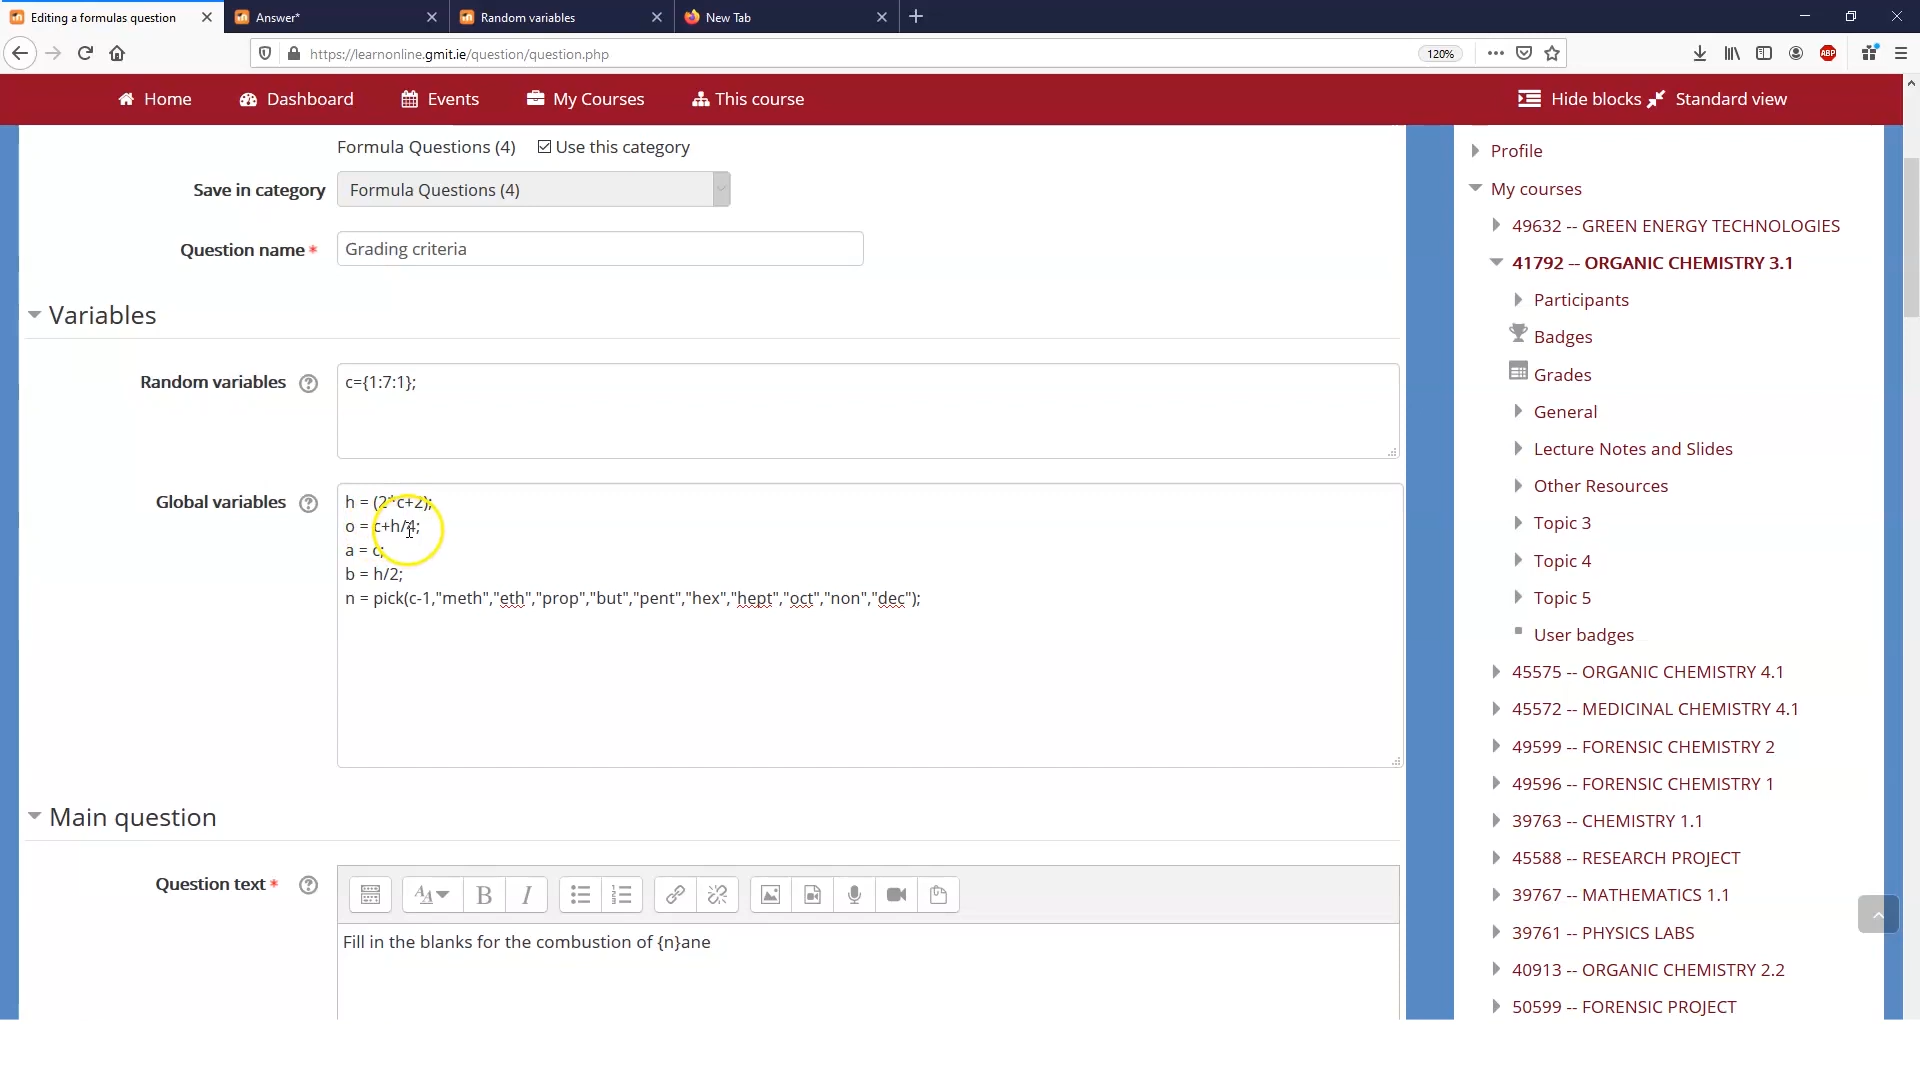 Editing a formulas question
Answer*
Random variables
New Tab
https://learnonline.gmit.ie/question/question.php
120%
ABP
Home
Dashboard
Events
My Courses
This course
Hide blocks
Standard view
Formula Questions (4)
Use this category
Save in category
Formula Questions (4)
Question name *
Grading criteria
Variables
Random variables
c={1:7:1};
Global variables
h = (2*c+2);
o = c+h/4;
a = c;
b = h/2;
n = pick(c-1,"meth","eth","prop","but","pent","hex","hept","oct","non","dec");
Main question
Question text *
Fill in the blanks for the combustion of {n}ane
Profile
My courses
49632 -- GREEN ENERGY TECHNOLOGIES
41792 -- ORGANIC CHEMISTRY 3.1
Participants
Badges
Grades
General
Lecture Notes and Slides
Other Resources
Topic 3
Topic 4
Topic 5
User badges
45575 -- ORGANIC CHEMISTRY 4.1
45572 -- MEDICINAL CHEMISTRY 4.1
49599 -- FORENSIC CHEMISTRY 2
49596 -- FORENSIC CHEMISTRY 1
39763 -- CHEMISTRY 1.1
45588 -- RESEARCH PROJECT
39767 -- MATHEMATICS 1.1
39761 -- PHYSICS LABS
40913 -- ORGANIC CHEMISTRY 2.2
50599 -- FORENSIC PROJECT